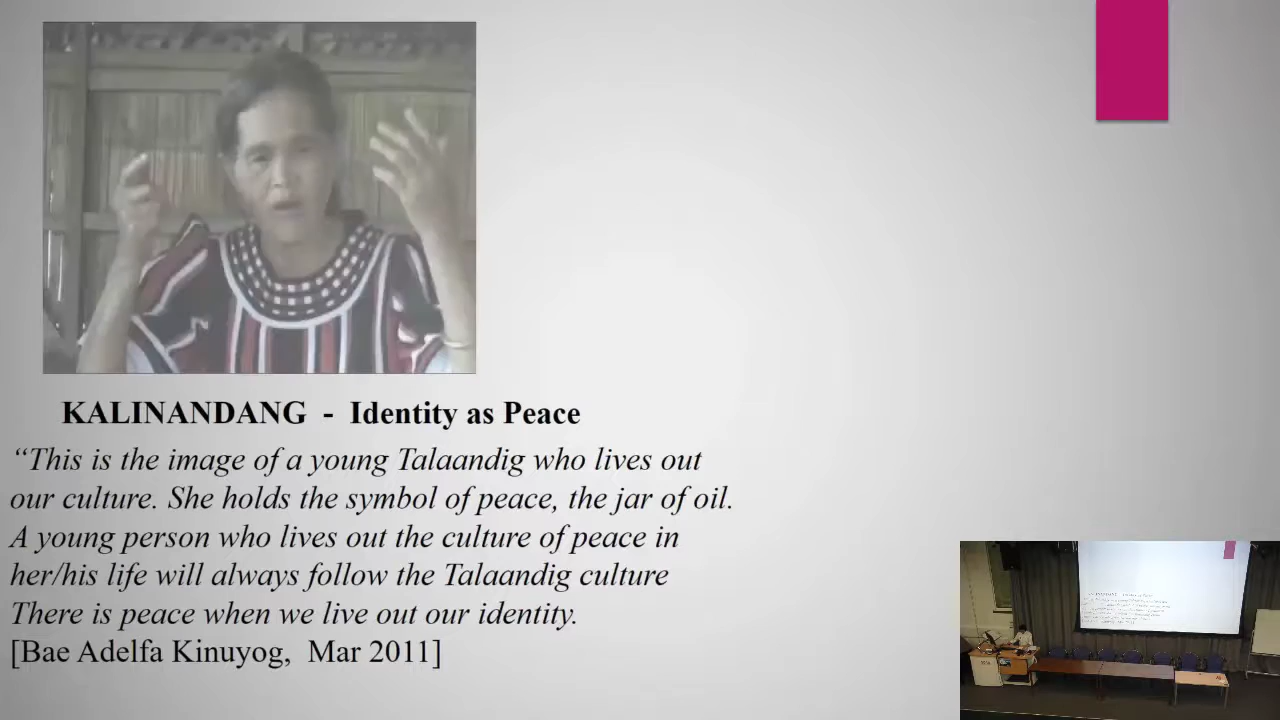 KALINANDANG - Identity as Peace
“This is the image of a young Talaandig who lives out
our culture. She holds the symbol of peace, the jar of oil.
A young person who lives out the culture of peace in
her/his life will always follow the Talaandig culture
There is peace when we live out our identity.
[Bae Adelfa Kinuyog, Mar 2011]